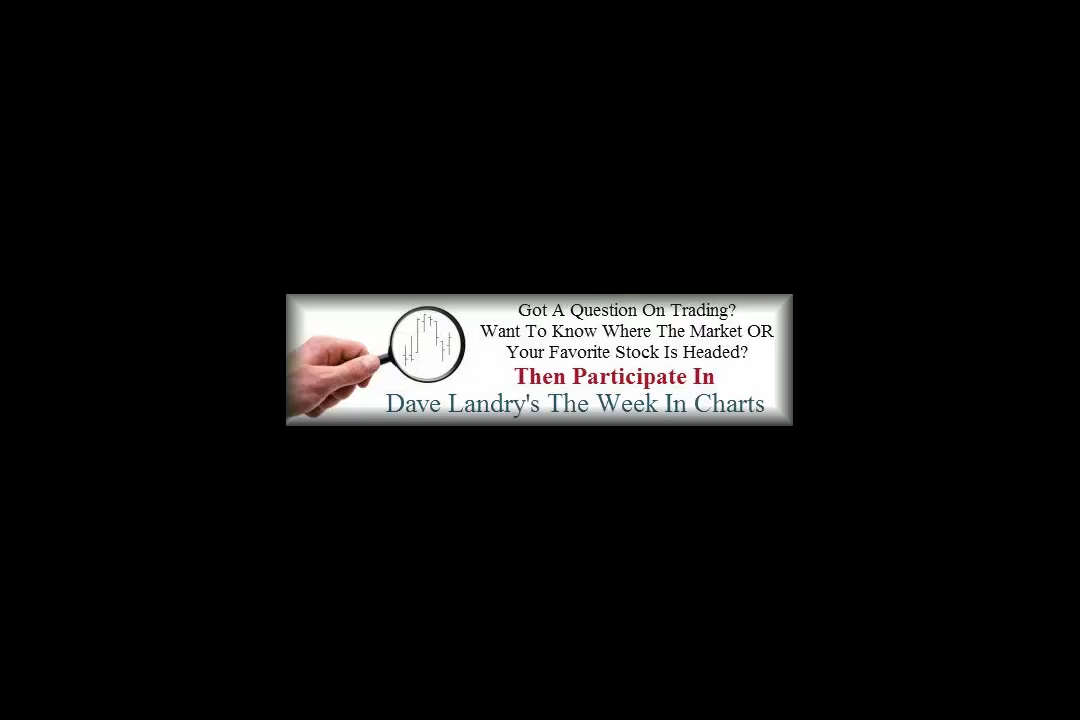 Got A Question On Trading?
Want To Know Where The Market OR
Your Favorite Stock Is Headed?
Then Participate In
Dave Landry's The Week In Charts